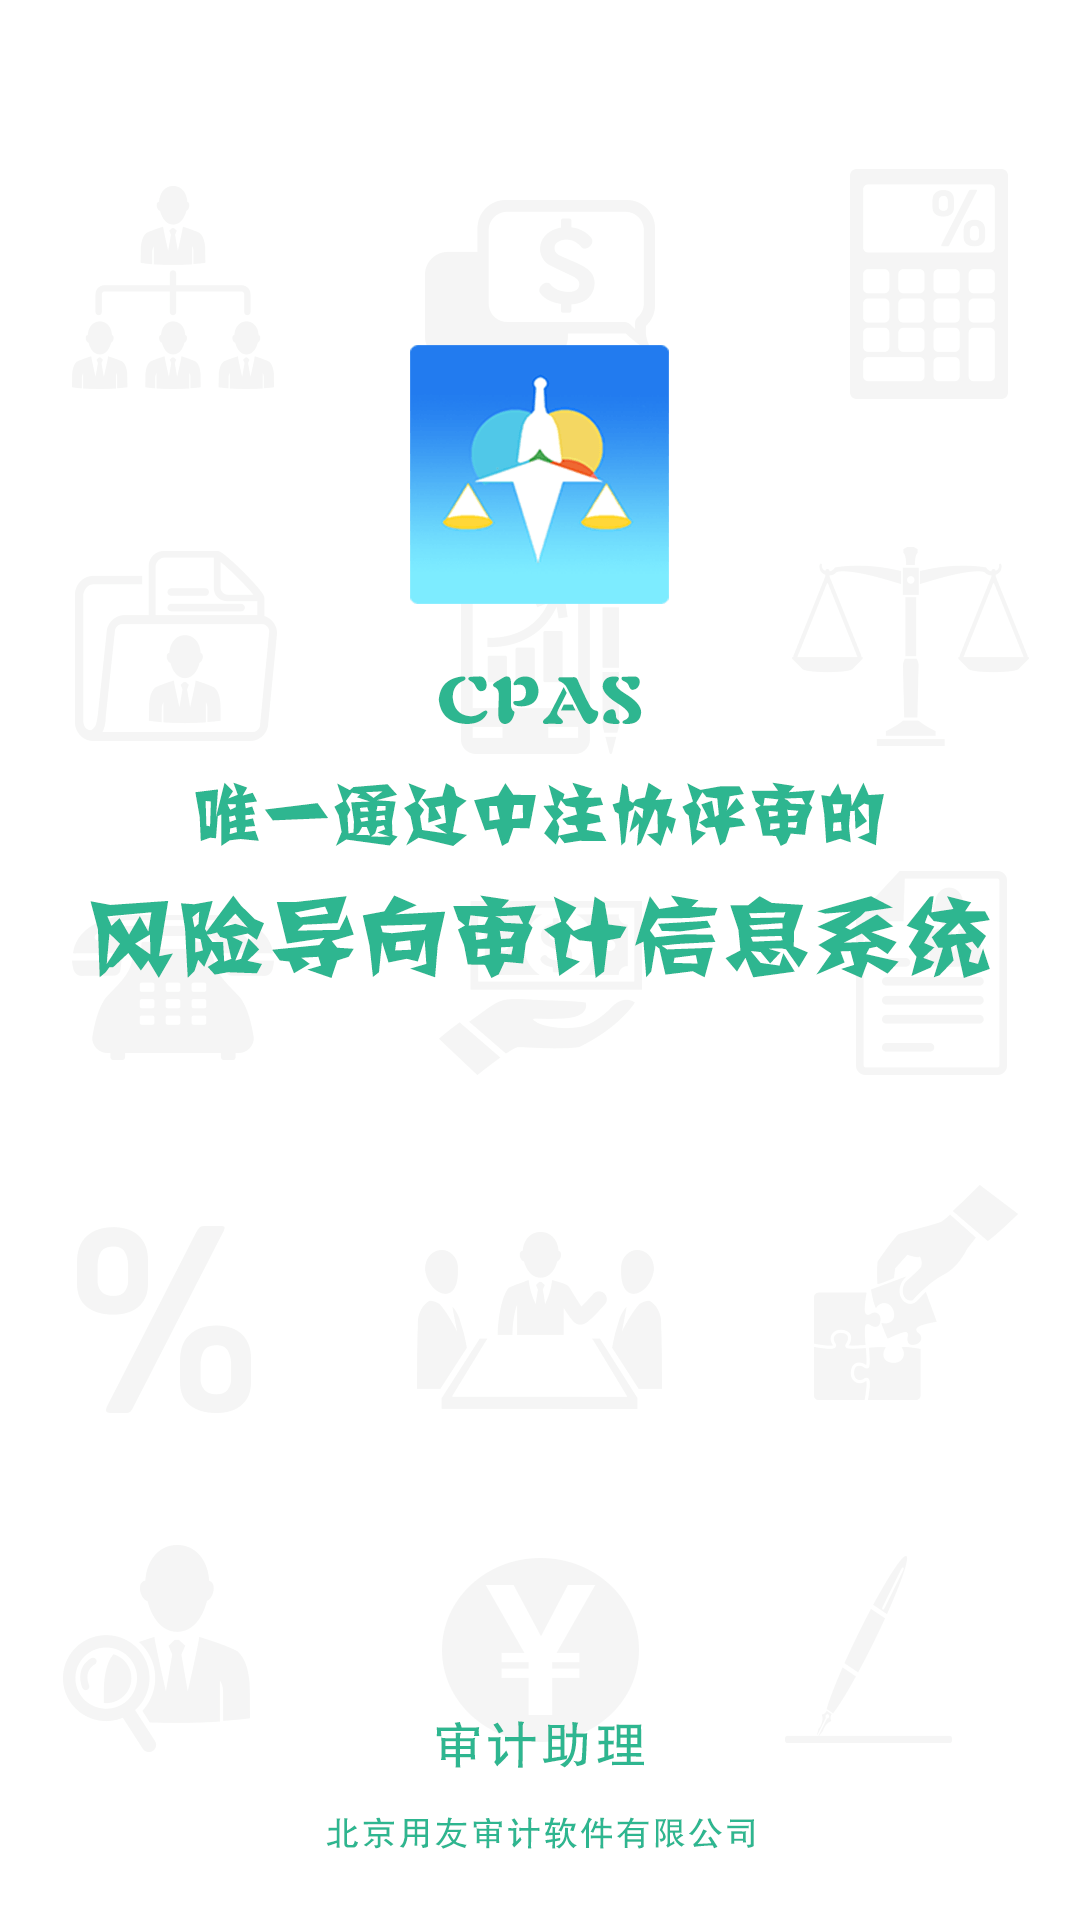 CPAS
唯一通过中注协评审的
风险导向审计信息系统
审计助理
北京用友审计软件有限公司